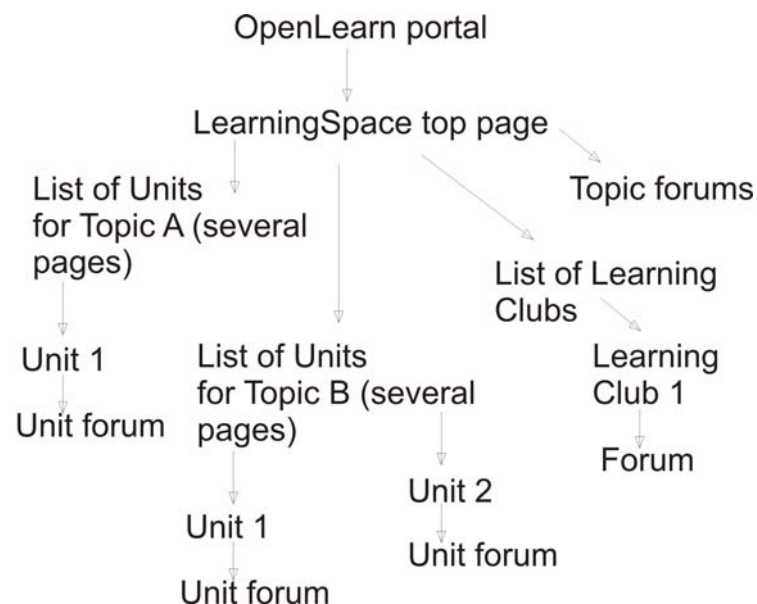 OpenLearn portal
LearningSpace top page
List of Units
for Topic A (several
pages)
Topic forums
List of Learning
Clubs
Unit 1
Unit forum
List of Units
for Topic B (several
pages)
Learning
Club 1
Forum
Unit 1
Unit forum
Unit 2
Unit forum